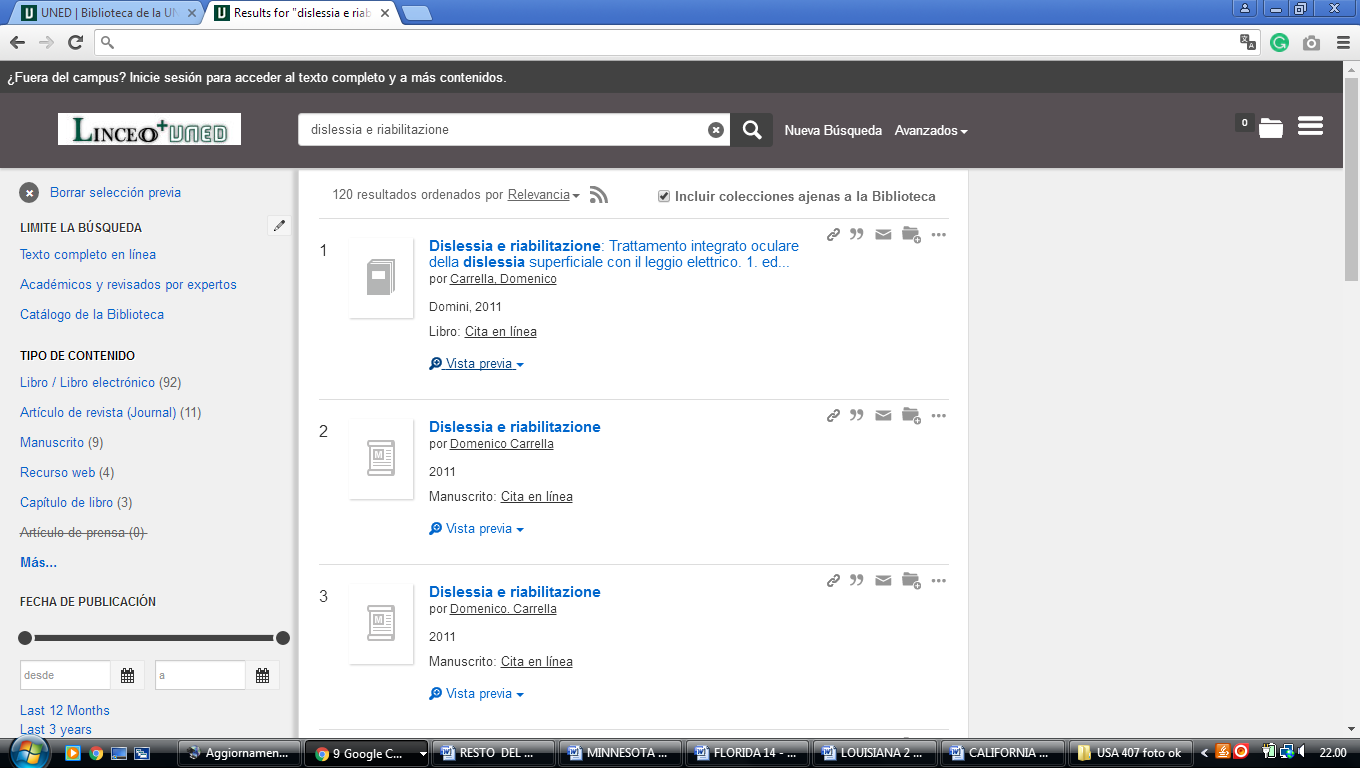 UNED | Biblioteca de la UN
Results for "dislessia e riab
¿Fuera del campus? Inicie sesión para acceder al texto completo y a más contenidos.
LINCEO+ UNED
dislessia e riabilitazione
Nueva Búsqueda
Avanzados
0
Borrar selección previa
LIMITE LA BÚSQUEDA
Texto completo en línea
Académicos y revisados por expertos
Catálogo de la Biblioteca
TIPO DE CONTENIDO
Libro / Libro electrónico (92)
Artículo de revista (Journal) (11)
Manuscrito (9)
Recurso web (4)
Capítulo de libro (3)
Artículo de prensa (0)
Más...
FECHA DE PUBLICACIÓN
desde
a
Last 12 Months
Last 3 years
120 resultados ordenados por Relevancia
Incluir colecciones ajenas a la Biblioteca
1
Dislessia e riabilitazione: Trattamento integrato oculare
della dislessia superficiale con il leggio elettrico. 1. ed...
por Carrella, Domenico
Domini, 2011
Libro: Cita en línea
Vista previa
2
Dislessia e riabilitazione
por Domenico Carrella
2011
Manuscrito: Cita en línea
Vista previa
3
Dislessia e riabilitazione
por Domenico. Carrella
2011
Manuscrito: Cita en línea
Vista previa
Aggiornamen...
9 Google C...
RESTO DEL ...
MINNESOTA ...
FLORIDA 14 - ...
LOUISIANA 2 ...
CALIFORNIA ...
USA 407 foto ok
22.00